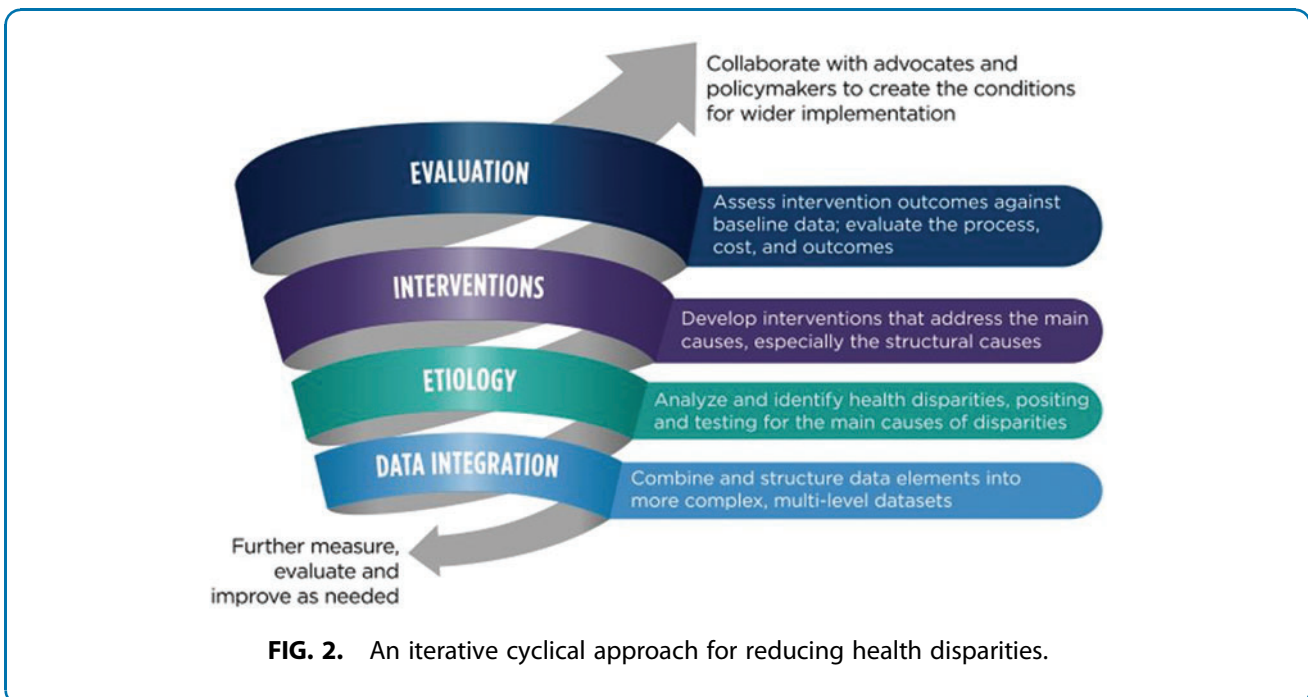 Collaborate with advocates and
policymakers to create the conditions
for wider implementation
EVALUATION
Assess intervention outcomes against
baseline data; evaluate the process,
cost, and outcomes
INTERVENTIONS
Develop interventions that address the main
causes, especially the structural causes
ETIOLOGY
Analyze and identify health disparities, positing
and testing for the main causes of disparities
DATA INTEGRATION
Combine and structure data elements into
more complex, multi-level datasets
Further measure,
evaluate and
improve as needed
FIG. 2. An iterative cyclical approach for reducing health disparities.